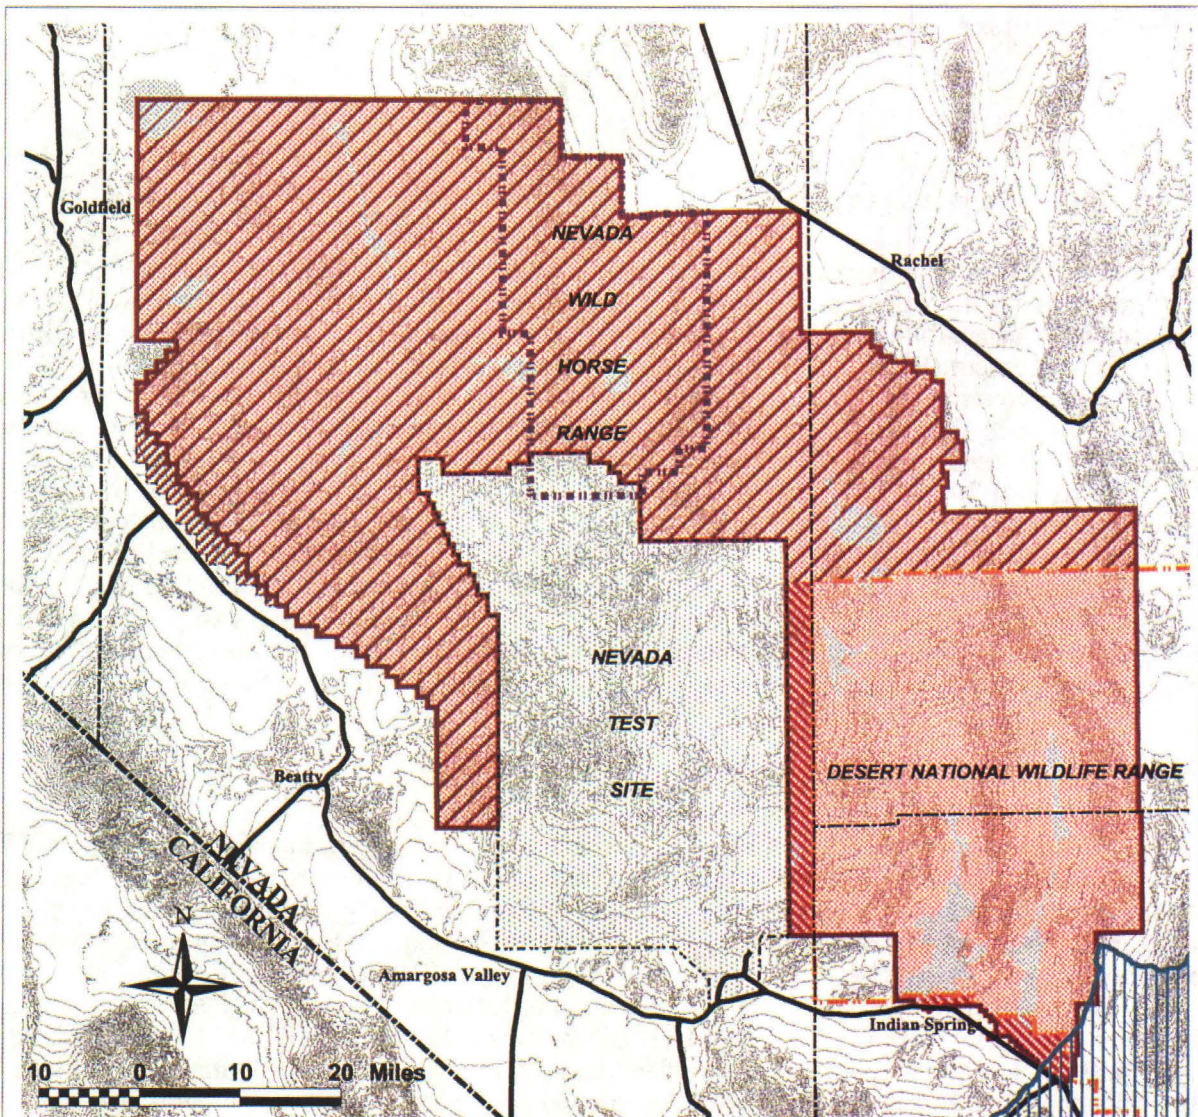 Goldfield
NEVADA
WILD
HORSE
RANGE
Rachel
NEVADA
TEST
SITE
DESERT NATIONAL WILDLIFE RANGE
Beatty
NEVADA
CALIFORNIA
N
Amargosa Valley
Indian Springs
10 0 10 20 Miles